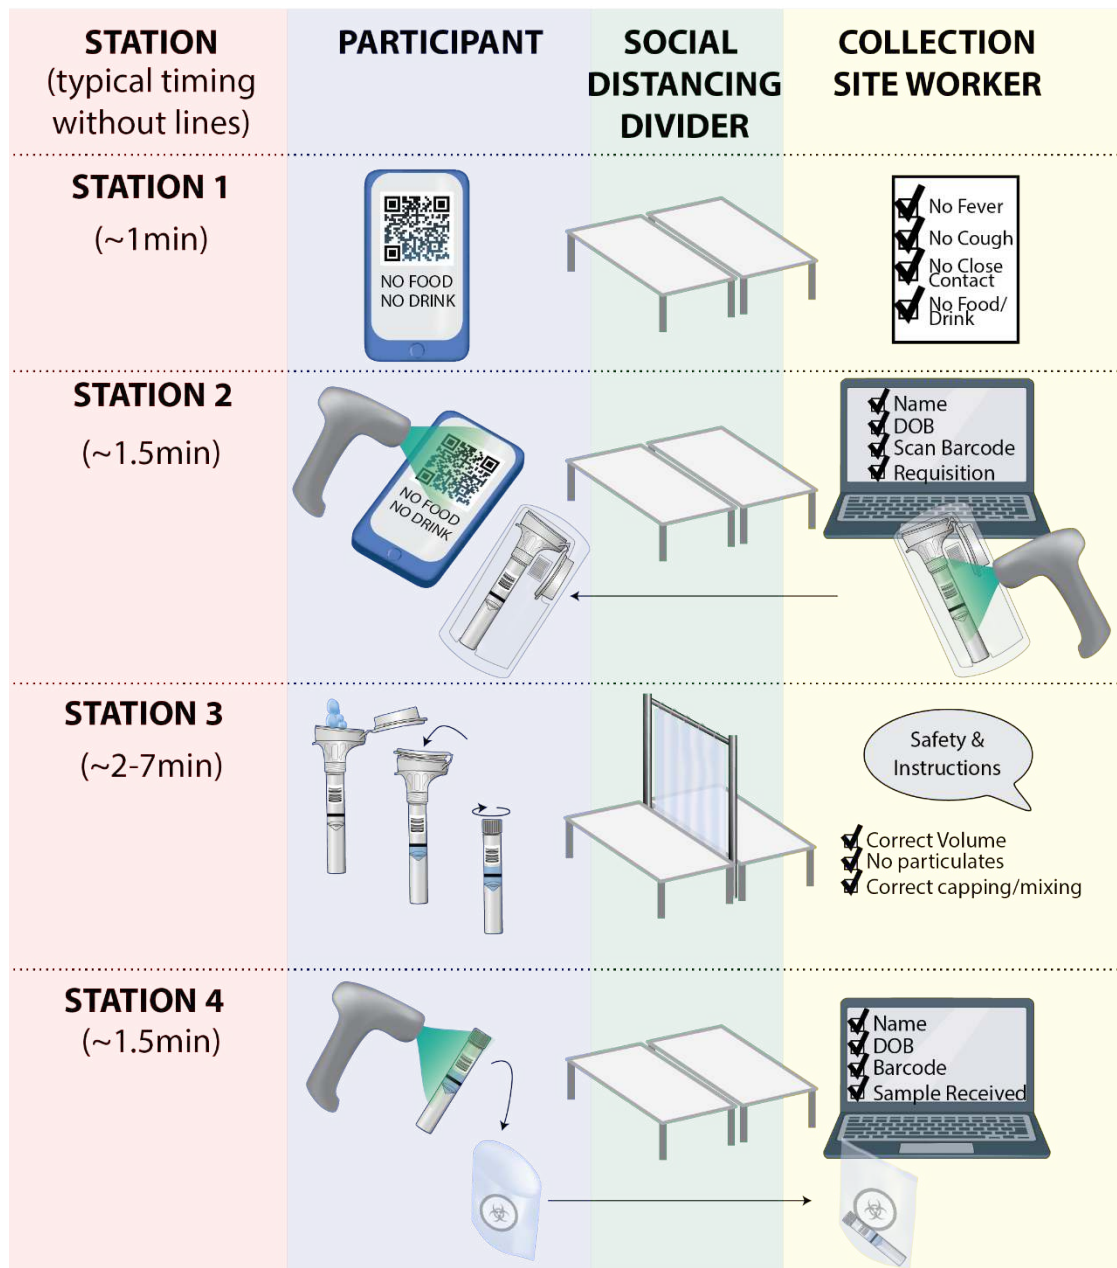 STATION
(typical timing
without lines)
PARTICIPANT
SOCIAL
DISTANCING
DIVIDER
COLLECTION
SITE WORKER
STATION 1
(~1min)
NO FOOD
NO DRINK
No Fever
No Cough
No Close
Contact
No Food/
Drink
STATION 2
(~1.5min)
NO FOOD
NO DRINK
Name
DOB
Scan Barcode
Requisition
STATION 3
(~2-7min)
Safety &
Instructions
Correct Volume
No particulates
Correct capping/mixing
STATION 4
(~1.5min)
Name
DOB
Barcode
Sample Received